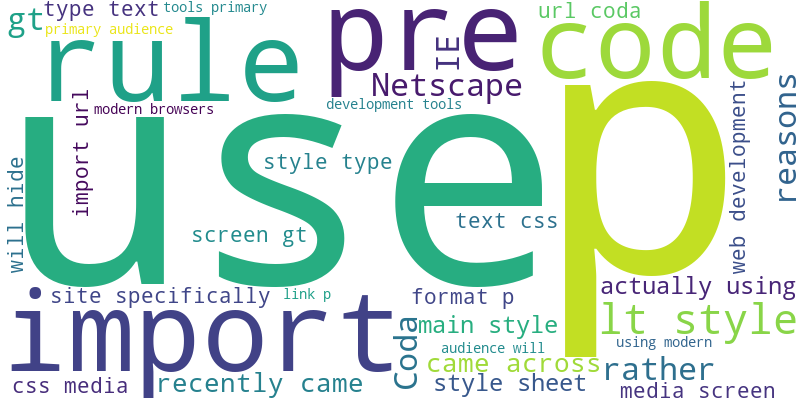 gt
type text
tools primary
primary audience
rule
pre
IE
Netscape
url coda
code
modern browsers
development tools
import url
will hide
use
p
style type
screen gt
text css
web development
reasons
site specifically
link p
format p
actually using
import
Coda
main style
lt style
audience will
using modern
came across
rather
css media
recently came
style sheet
media screen